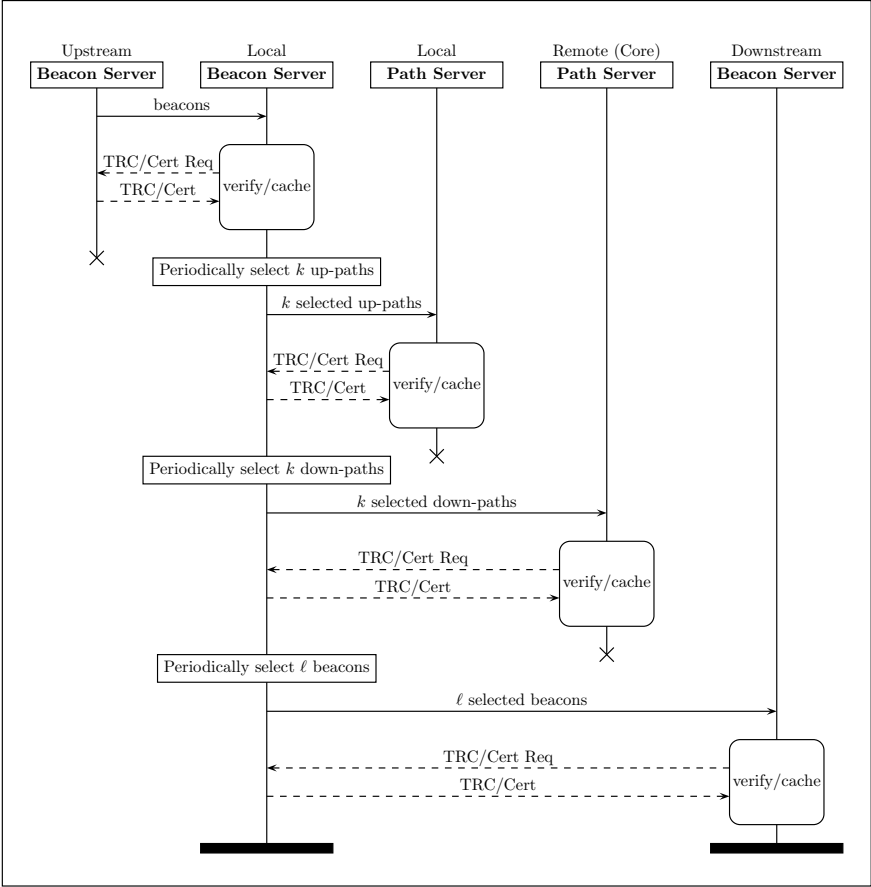 Upstream Local Local Remote (Core) Downstream
Beacon Server Beacon Server Path Server Path Server Beacon Server
beacons
TRC/Cert Req
verify/cache
TRC/Cert
Periodically select k up-paths
k selected up-paths
TRC/Cert Req
verify/cache
TRC/Cert
Periodically select k down-paths
k selected down-paths
TRC/Cert Req
verify/cache
TRC/Cert
Periodically select ℓ beacons
ℓ selected beacons
TRC/Cert Req
verify/cache
TRC/Cert